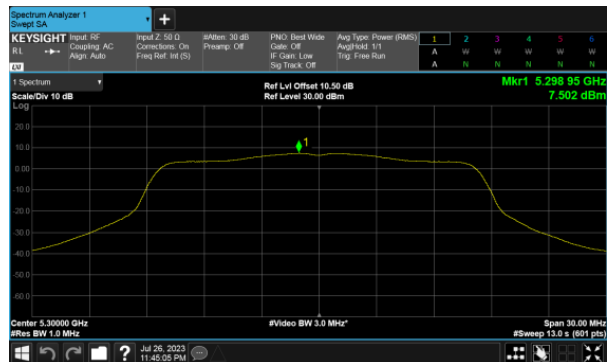 Spectrum Analyzer 1
Swept SA
+
KEYSIGHT
RL
LXI
Input: RF
Coupling: AC
Align: Auto
Input Z: 50 Ω
Corrections: On
Freq Ref: Int (S)
#Atten: 30 dB
Preamp: Off
PNO: Best Wide
Gate: Off
IF Gain: Low
Sig Track: Off
Avg Type: Power (RMS)
Avg|Hold: 1/1
Trig: Free Run
1 2 3 4 5 6
A W W W W W
A N N N N N
1 Spectrum
Scale/Div 10 dB
Log
Ref Lvl Offset 10.50 dB
Ref Level 30.00 dBm
Mkr1 5.298 95 GHz
7.502 dBm
20.0
10.0
0.00
-10.0
-20.0
-30.0
-40.0
-50.0
-60.0
1
Center 5.30000 GHz
#Res BW 1.0 MHz
#Video BW 3.0 MHz*
Span 30.00 MHz
#Sweep 13.0 s (601 pts)
?
Jul 26, 2023
11:45:05 PM